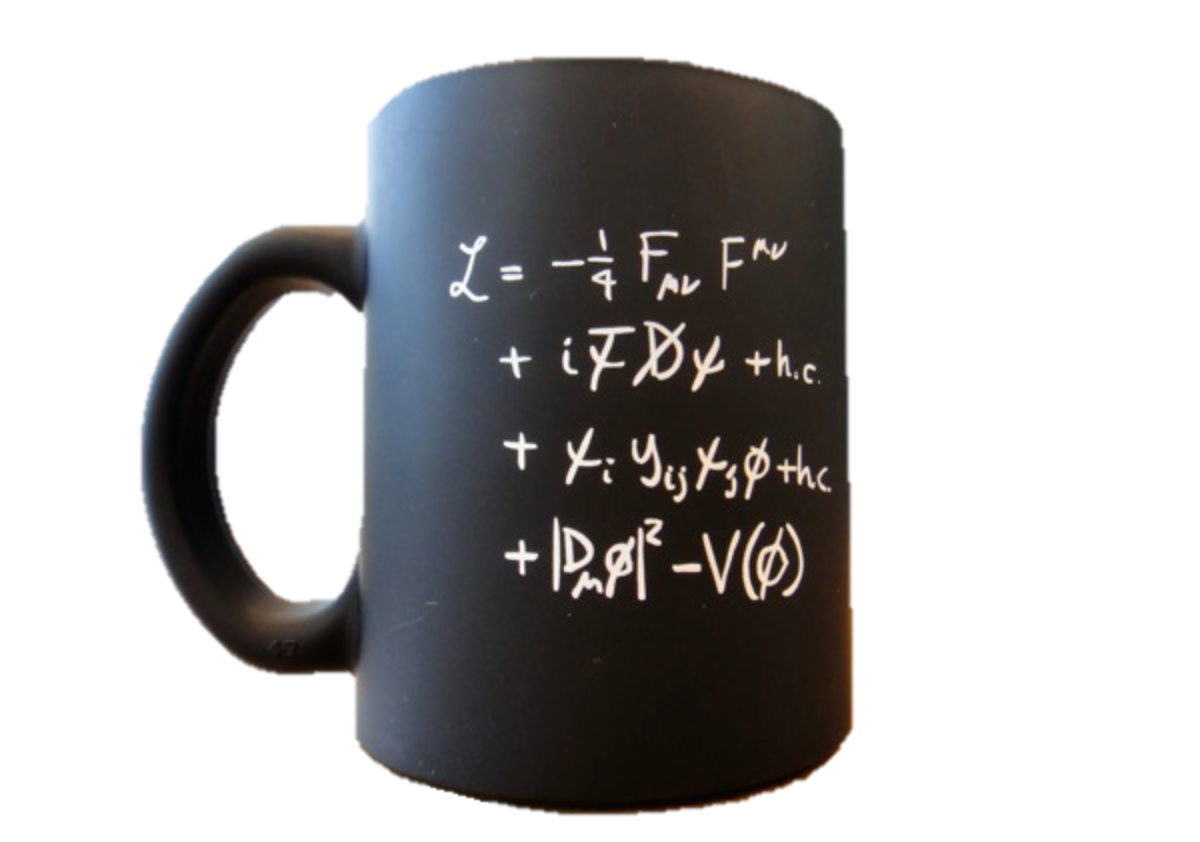 ℒ = -¼ F_μν F^μν
+ iψ̄D̸ψ + h.c.
+ ψ_i y_ij ψ_j φ + h.c.
+ |D_μ φ|² - V(φ)